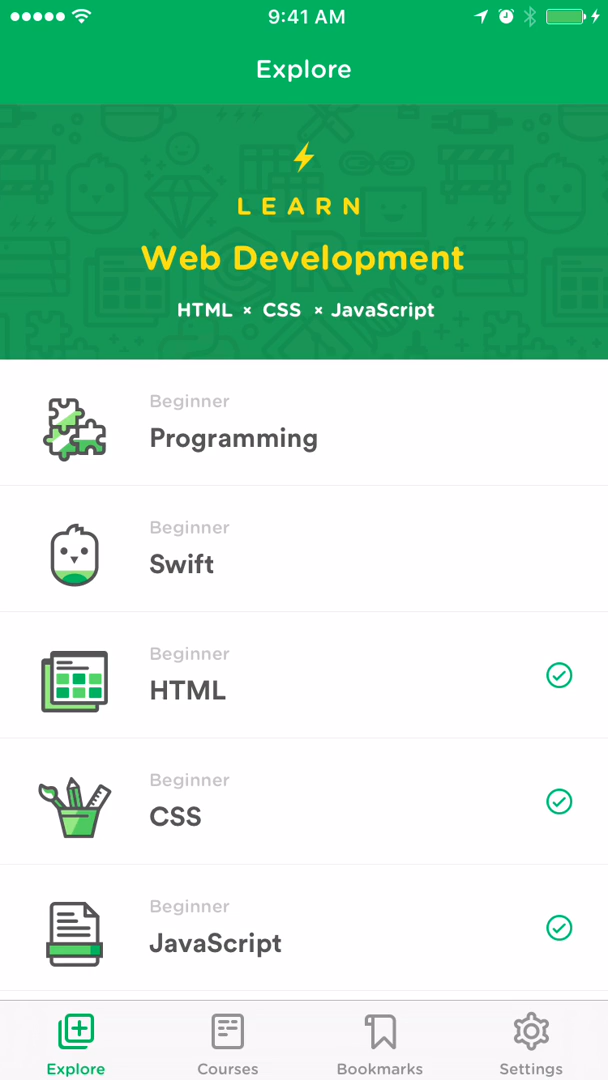 9:41 AM
Explore
LEARN
Web Development
HTML × CSS × JavaScript
Beginner
Programming
Beginner
Swift
Beginner
HTML
Beginner
CSS
Beginner
JavaScript
Explore
Courses
Bookmarks
Settings